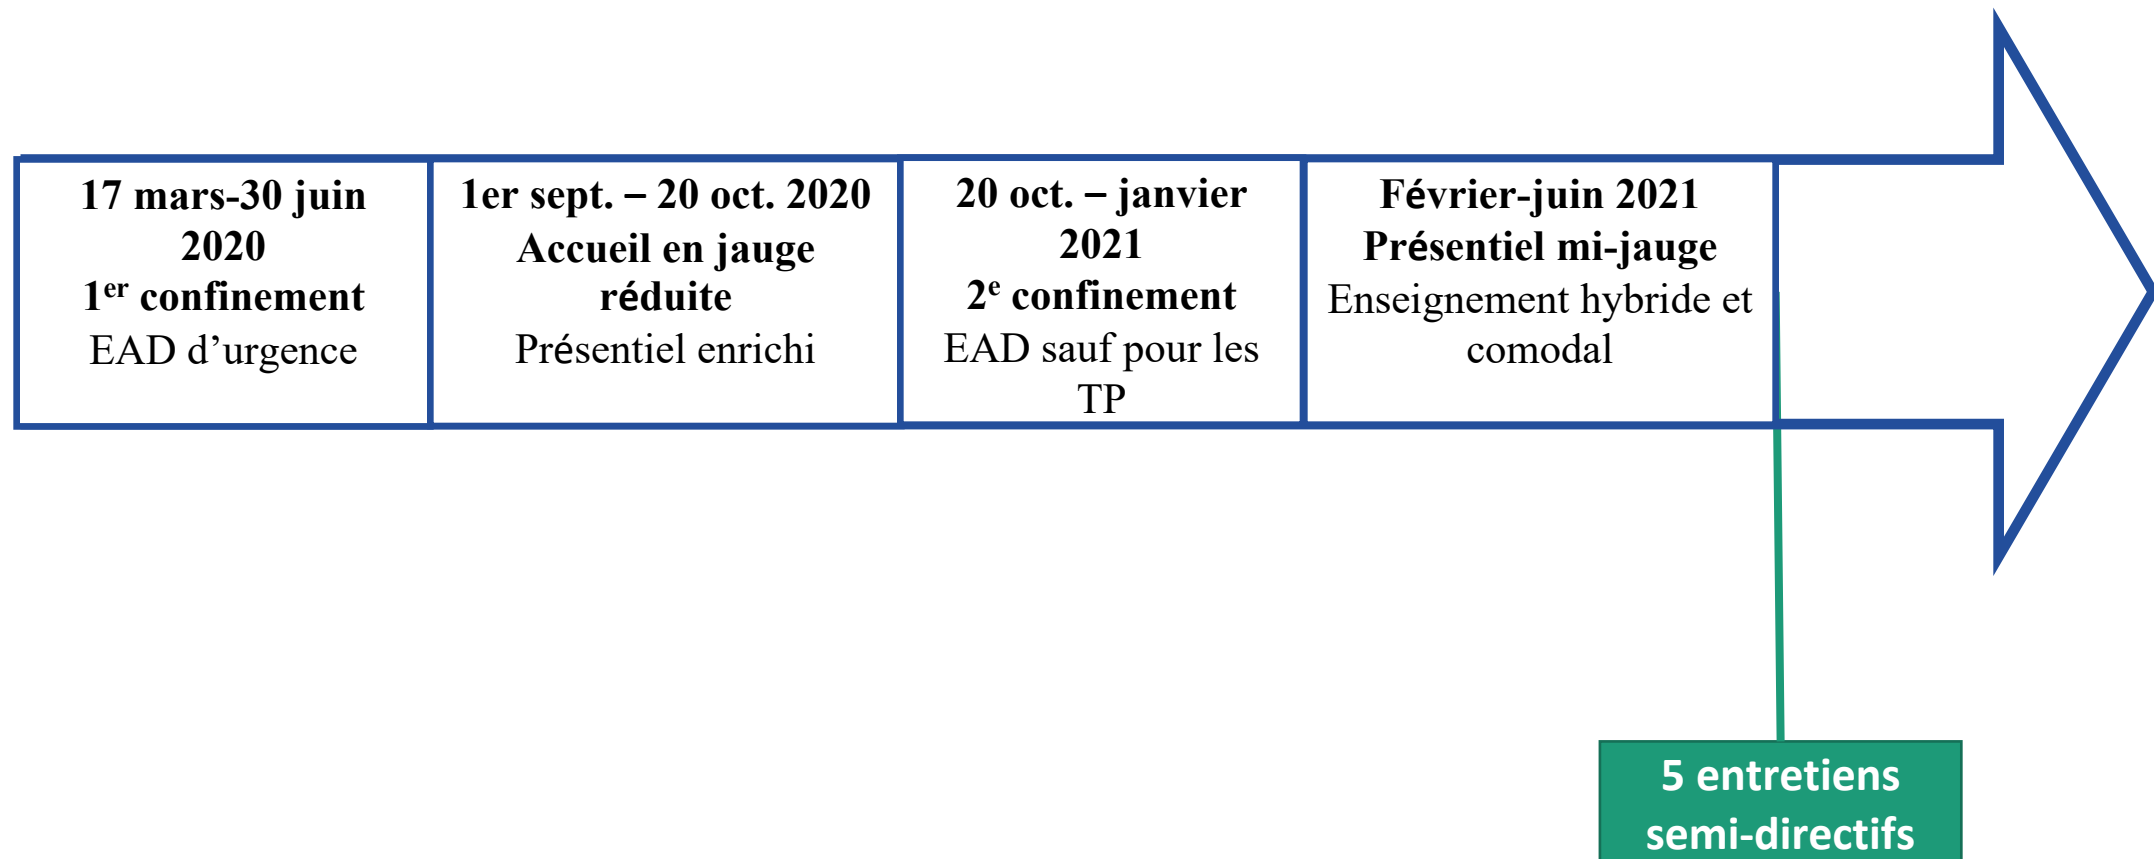 17 mars-30 juin
2020
1er confinement
EAD d’urgence
1er sept. – 20 oct. 2020
Accueil en jauge
réduite
Présentiel enrichi
20 oct. – janvier
2021
2e confinement
EAD sauf pour les
TP
Février-juin 2021
Présentiel mi-jauge
Enseignement hybride et
comodal
5 entretiens
semi-directifs